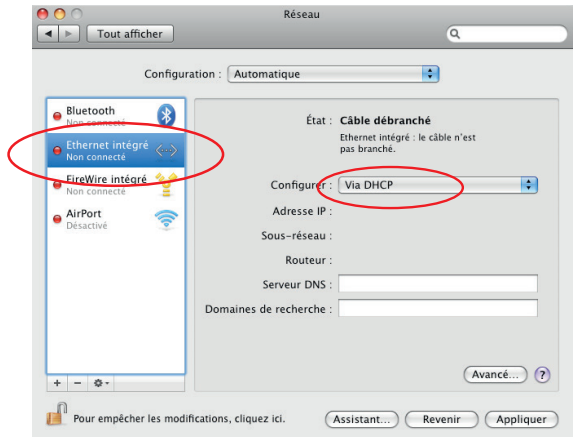 Réseau
Tout afficher
Configuration : Automatique
Bluetooth
Non connecté
Ethernet intégré
Non connecté
FireWire intégré
Non connecté
AirPort
Désactivé
État : Câble débranché
Ethernet intégré : le câble n'est
pas branché.
Configurer : Via DHCP
Adresse IP :
Sous-réseau :
Routeur :
Serveur DNS :
Domaines de recherche :
Avancé... ?
+ −
Pour empêcher les modifications, cliquez ici.
Assistant... Revenir Appliquer